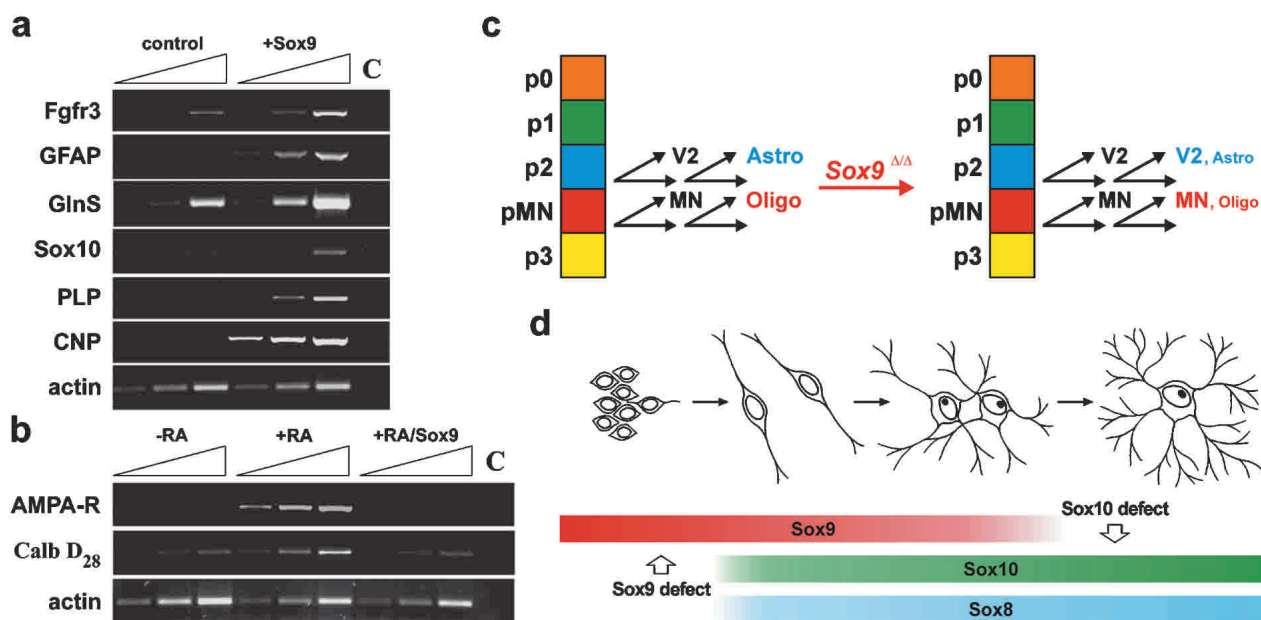 a
control +Sox9 C
Fgfr3
GFAP
GlnS
Sox10
PLP
CNP
actin
b
-RA +RA +RA/Sox9 C
AMPA-R
Calb D28
actin
c
p0
p1
p2
pMN
p3
V2 Astro
MN Oligo
Sox9 Δ/Δ
p0
p1
p2
pMN
p3
V2 V2, Astro
MN MN, Oligo
d
Sox10 defect
Sox9
Sox9 defect
Sox10
Sox8